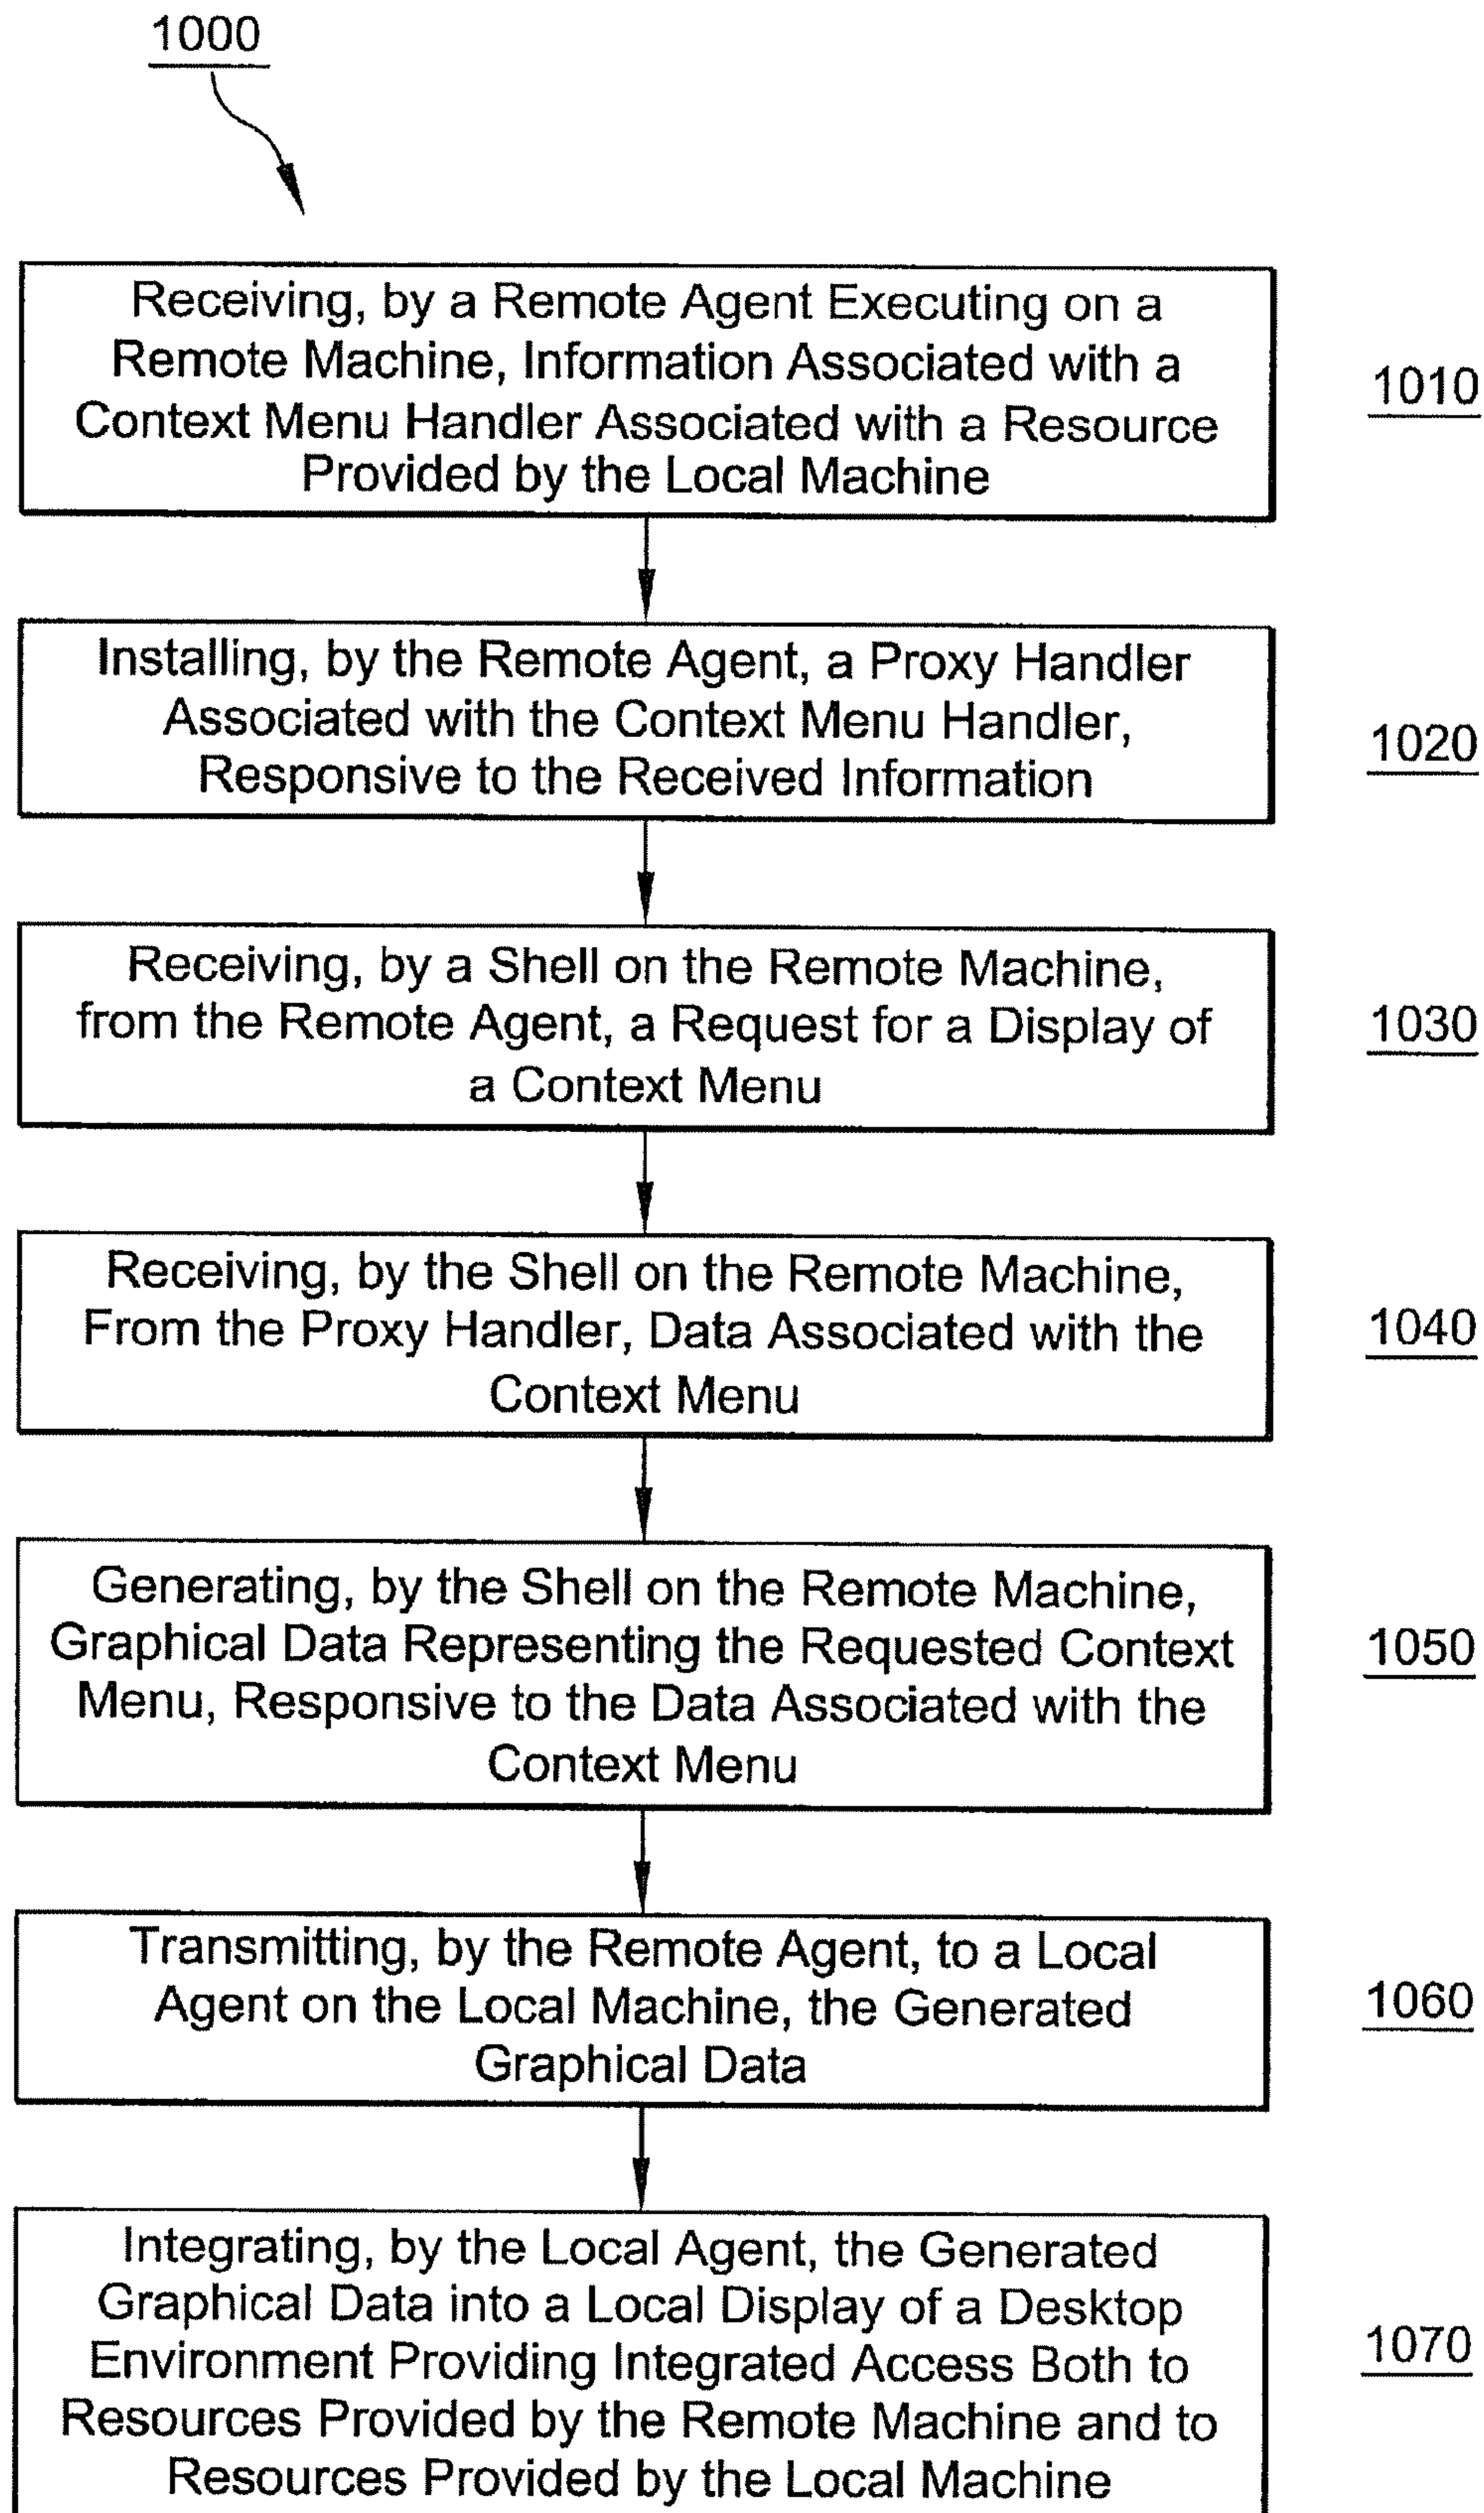 1000
Receiving, by a Remote Agent Executing on a
Remote Machine, Information Associated with a
Context Menu Handler Associated with a Resource
Provided by the Local Machine
1010
Installing, by the Remote Agent, a Proxy Handler
Associated with the Context Menu Handler,
Responsive to the Received Information
1020
Receiving, by a Shell on the Remote Machine,
from the Remote Agent, a Request for a Display of
a Context Menu
1030
Receiving, by the Shell on the Remote Machine,
From the Proxy Handler, Data Associated with the
Context Menu
1040
Generating, by the Shell on the Remote Machine,
Graphical Data Representing the Requested Context
Menu, Responsive to the Data Associated with the
Context Menu
1050
Transmitting, by the Remote Agent, to a Local
Agent on the Local Machine, the Generated
Graphical Data
1060
Integrating, by the Local Agent, the Generated
Graphical Data into a Local Display of a Desktop
Environment Providing Integrated Access Both to
Resources Provided by the Remote Machine and to
Resources Provided by the Local Machine
1070